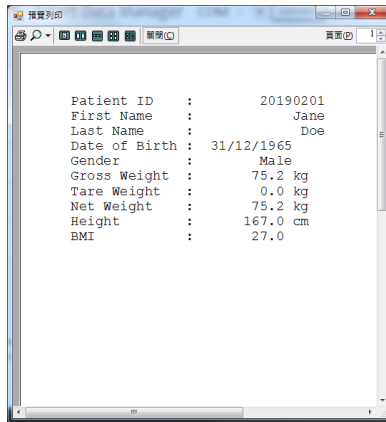 預覽列印
關閉(C)
頁面(P) 1
Patient ID : 20190201
First Name : Jane
Last Name : Doe
Date of Birth : 31/12/1965
Gender : Male
Gross Weight : 75.2 kg
Tare Weight : 0.0 kg
Net Weight : 75.2 kg
Height : 167.0 cm
BMI : 27.0